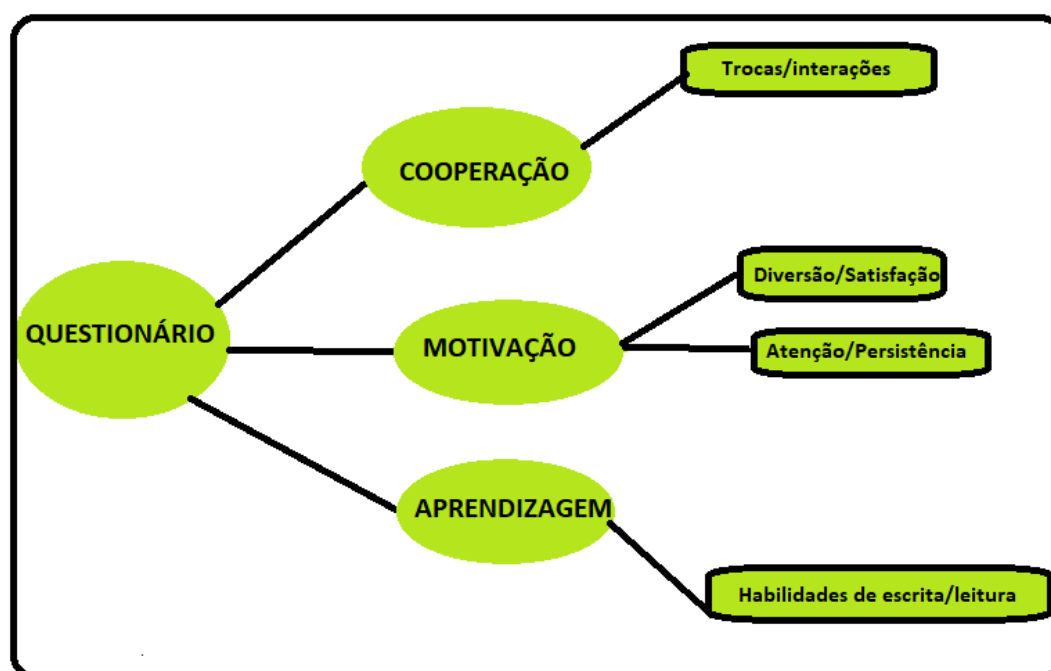 Trocas/interações
COOPERAÇÃO
Diversão/Satisfação
QUESTIONÁRIO
MOTIVAÇÃO
Atenção/Persistência
APRENDIZAGEM
Habilidades de escrita/leitura